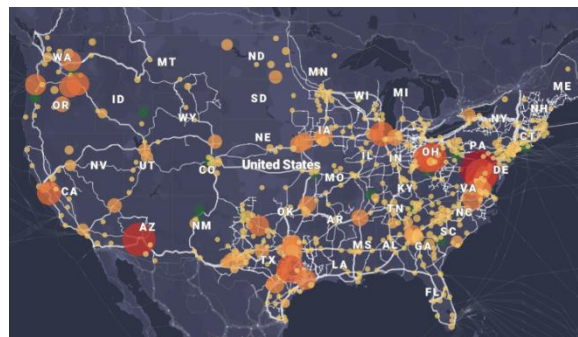 WA
MT
ND
MN
ME
OR
ID
WY
SD
WI
MI
NY
NH
NV
UT
CO
NE
IA
IL
IN
OH
PA
CT
DE
CA
United States
MO
KY
VA
AZ
NM
OK
AR
TN
NC
TX
LA
MS
AL
GA
SC
FL